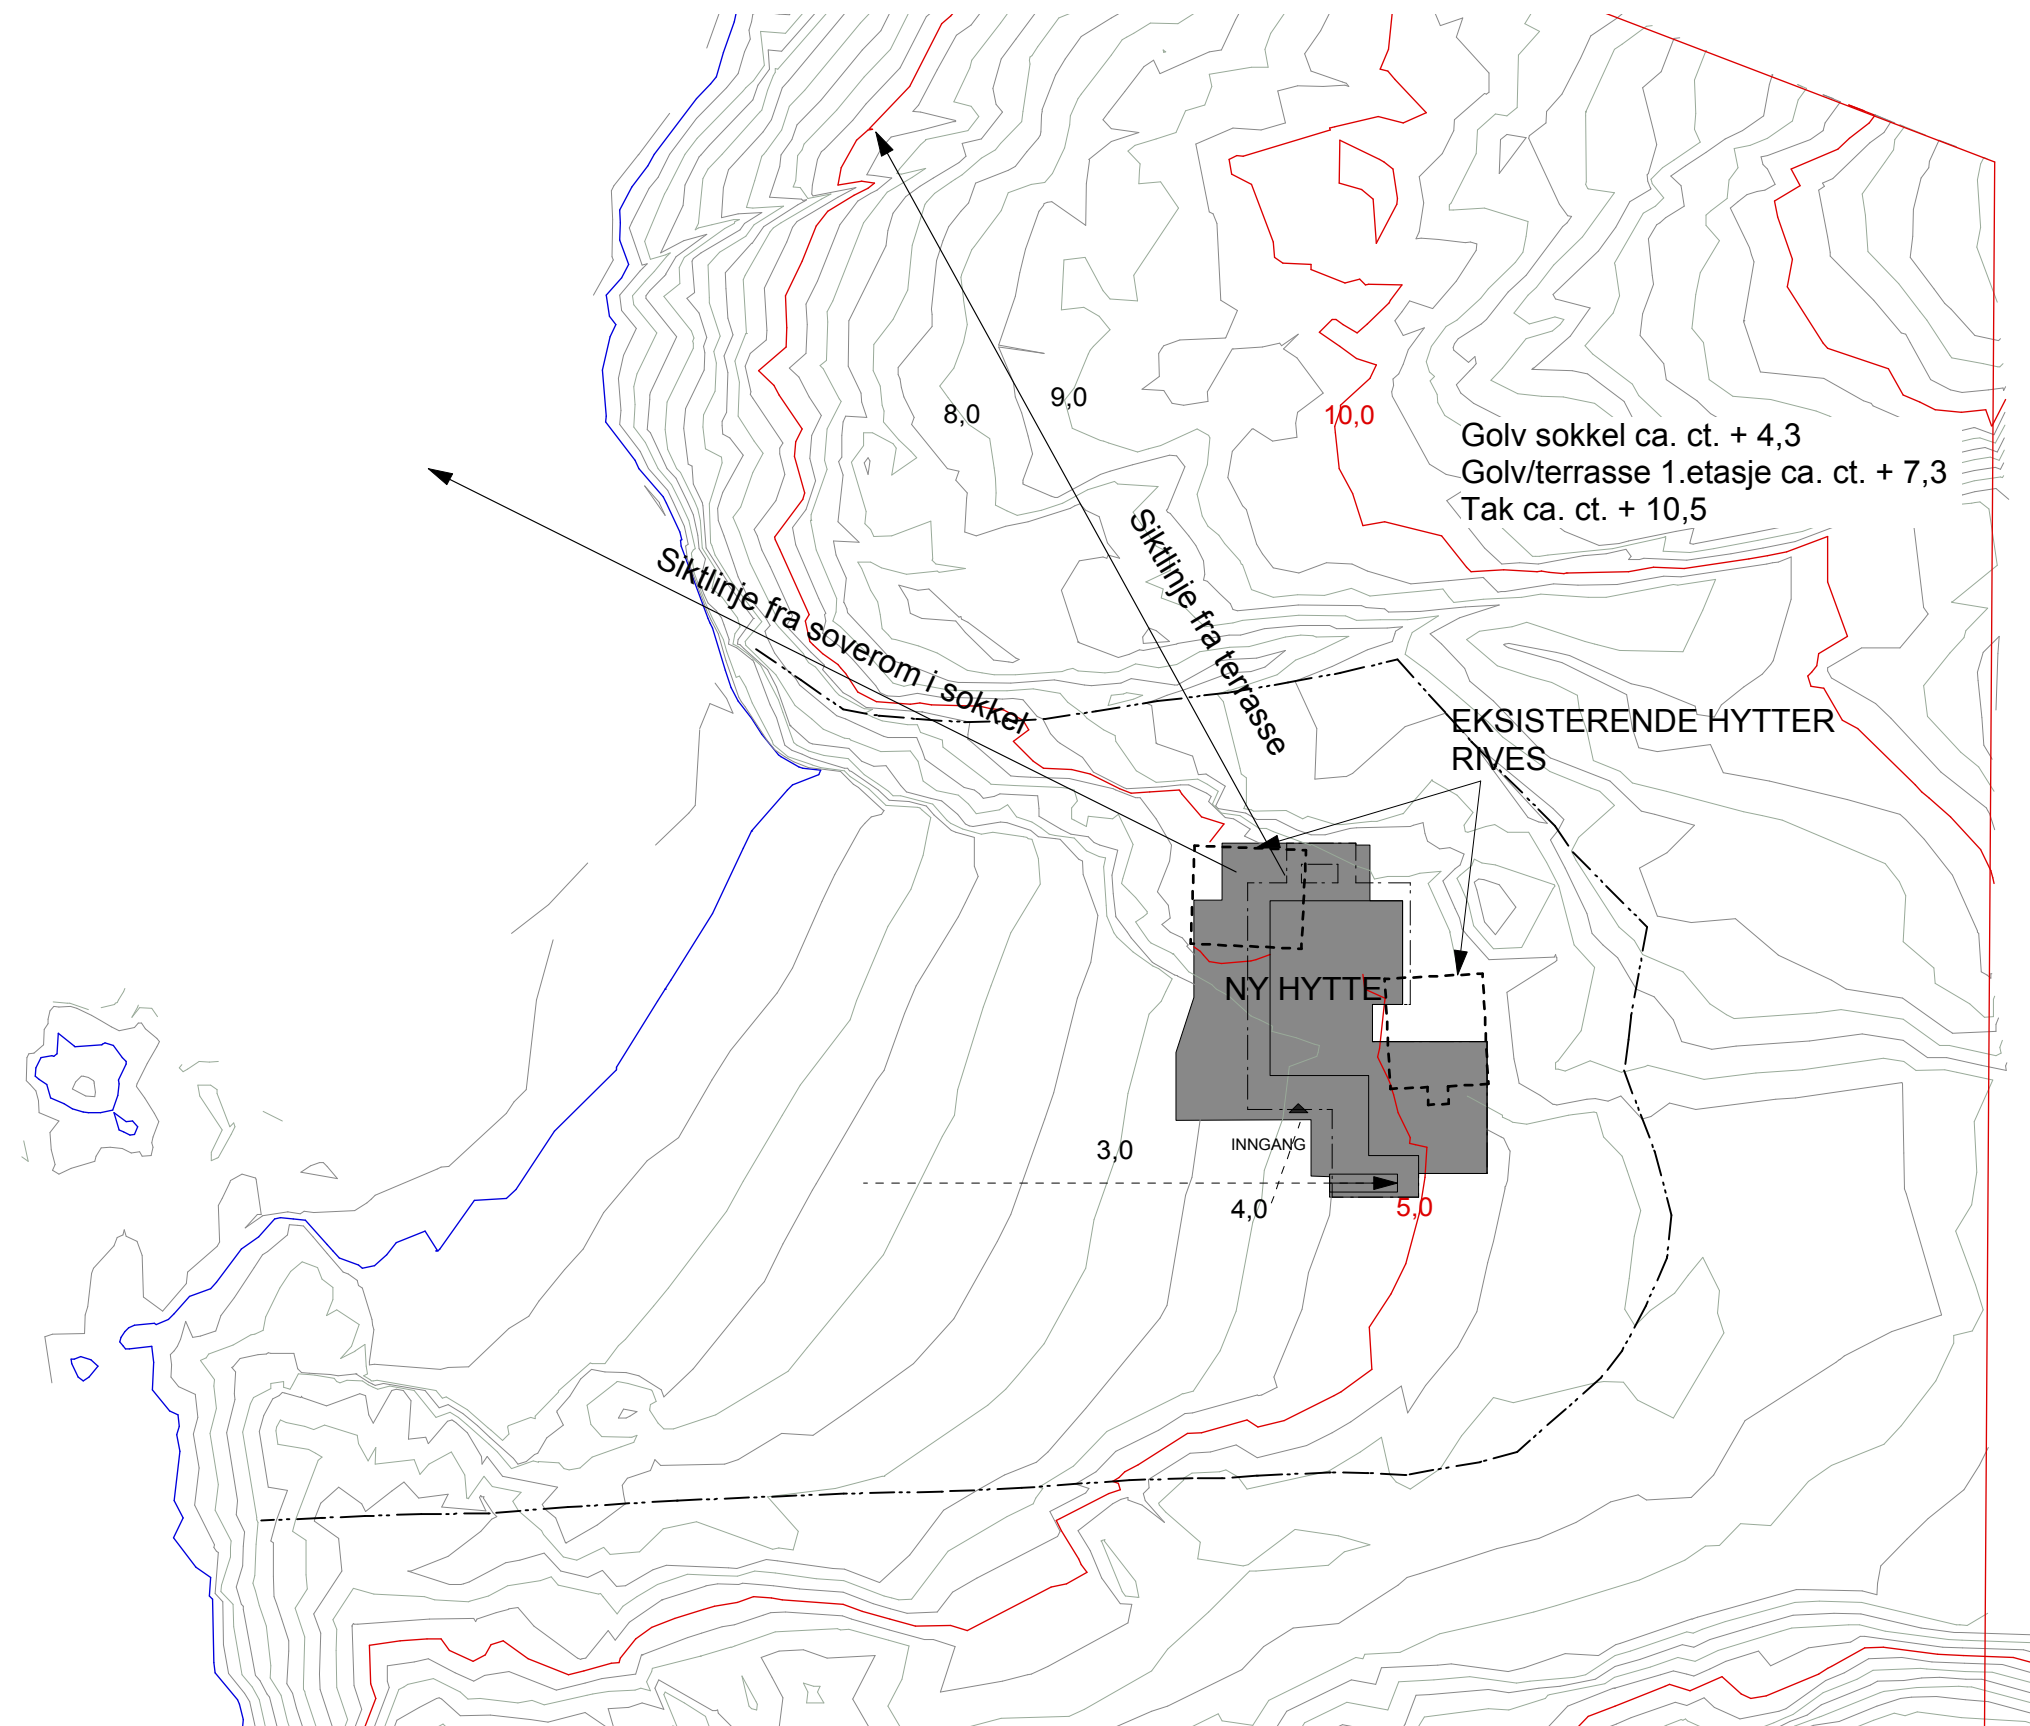 8,0
9,0
10,0
Golv sokkel ca. ct. + 4,3
Golv/terrasse 1.etasje ca. ct. + 7,3
Tak ca. ct. + 10,5
Siktlinje fra soverom i sokkel
Siktlinje fra terrasse
EKSISTERENDE HYTTER
RIVES
NY HYTTE
INNGANG
3,0
4,0
5,0